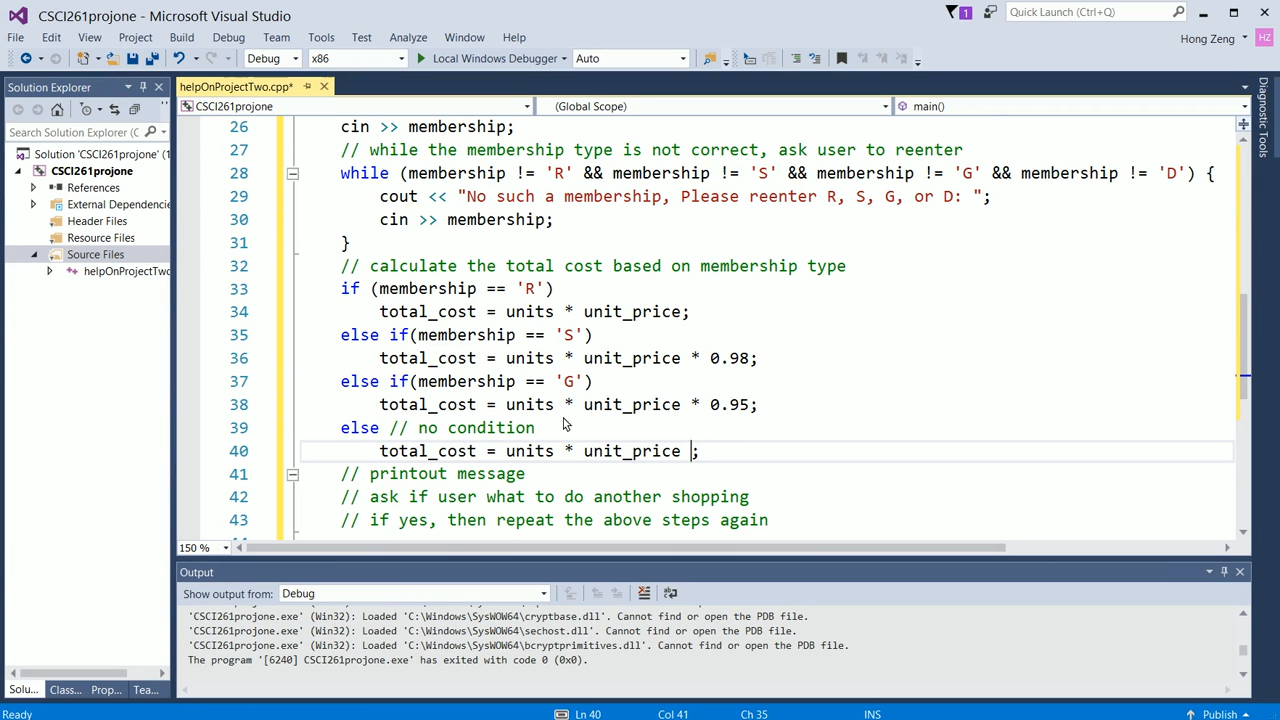 CSCI261projone - Microsoft Visual Studio
1
Quick Launch (Ctrl+Q)
File Edit View Project Build Debug Team Tools Test Analyze Window Help
Hong Zeng
HZ
Debug x86 Local Windows Debugger Auto
Solution Explorer
helpOnProjectTwo.cpp*
CSCI261projone (Global Scope) main()
Search Solution Explorer (C
Solution 'CSCI261projone' (1
CSCI261projone
References
External Dependencie
Header Files
Resource Files
Source Files
helpOnProjectTwo
26 cin >> membership;
27 // while the membership type is not correct, ask user to reenter
28 while (membership != 'R' && membership != 'S' && membership != 'G' && membership != 'D') {
29 cout << "No such a membership, Please reenter R, S, G, or D: ";
30 cin >> membership;
31 }
32 // calculate the total cost based on membership type
33 if (membership == 'R')
34 total_cost = units * unit_price;
35 else if(membership == 'S')
36 total_cost = units * unit_price * 0.98;
37 else if(membership == 'G')
38 total_cost = units * unit_price * 0.95;
39 else // no condition
40 total_cost = units * unit_price ;
41 // printout message
42 // ask if user what to do another shopping
43 // if yes, then repeat the above steps again
150 %
Diagnostic Tools
Output
Show output from: Debug
'CSCI261projone.exe' (Win32): Loaded 'C:\Windows\SysWOW64\cryptbase.dll'. Cannot find or open the PDB file.
'CSCI261projone.exe' (Win32): Loaded 'C:\Windows\SysWOW64\sechost.dll'. Cannot find or open the PDB file.
'CSCI261projone.exe' (Win32): Loaded 'C:\Windows\SysWOW64\bcryptprimitives.dll'. Cannot find or open the PDB file.
The program '[6240] CSCI261projone.exe' has exited with code 0 (0x0).
Solu... Class... Prop... Tea...
Ready Ln 40 Col 41 Ch 35 INS Publish